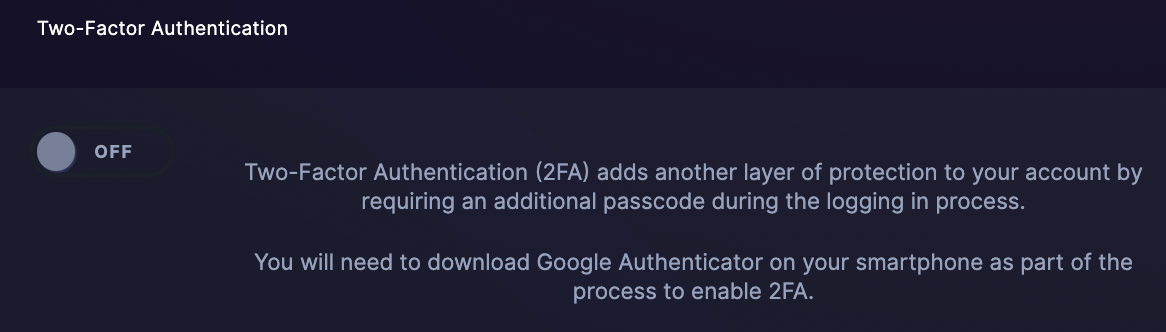 Two-Factor Authentication
OFF
Two-Factor Authentication (2FA) adds another layer of protection to your account by
requiring an additional passcode during the logging in process.
You will need to download Google Authenticator on your smartphone as part of the
process to enable 2FA.